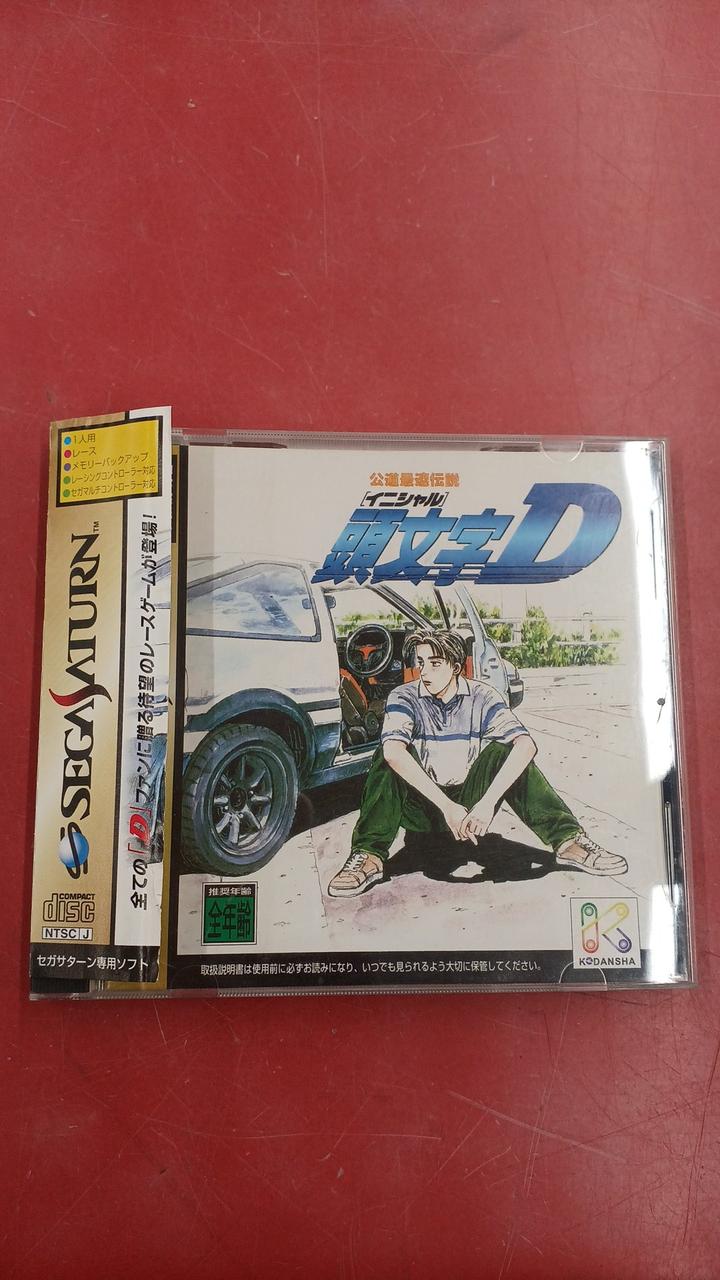 ●1人用
●レース
●メモリーバックアップ
●レーシングコントローラー対応
●セガマルチコントローラー対応
SEGA SATURN™
全ての「D」ファンに贈る待望のレースゲームが登場!
COMPACT
disc
NTSC J
セガサターン専用ソフト
公道最速伝説
[イニシャル]
頭文字D
推奨年齢
全年齢
KODANSHA
取扱説明書は使用前に必ずお読みになり、いつでも見られるよう大切に保管してください。